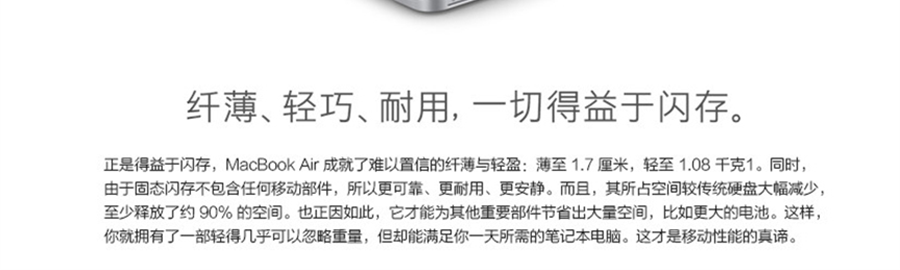 纤薄、轻巧、耐用，一切得益于闪存。
正是得益于闪存，MacBook Air 成就了难以置信的纤薄与轻盈：薄至 1.7 厘米，轻至 1.08 千克1。同时，
由于固态闪存不包含任何移动部件，所以更可靠、更耐用、更安静。而且，其所占空间较传统硬盘大幅减少，
至少释放了约 90% 的空间。也正因如此，它才能为其他重要部件节省出大量空间，比如更大的电池。这样，
你就拥有了一部轻得几乎可以忽略重量，但却能满足你一天所需的笔记本电脑。这才是移动性能的真谛。